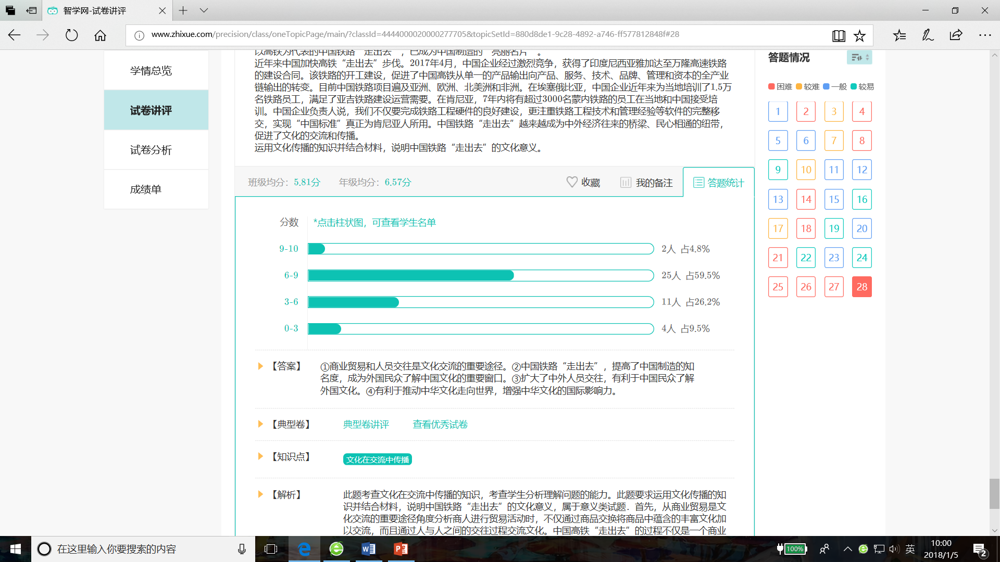 智学网-试卷讲评
www.zhixue.com/precision/class/oneTopicPage/main/?classId=4444000020000277705&topicSetId=880d8de1-9c28-4892-a746-ff577812848f#28
学情总览
试卷讲评
试卷分析
成绩单
以高铁为代表的中国铁路“走出去”，已成为中国制造的“亮丽名片”。
近年来中国加快高铁“走出去”步伐。2017年4月，中国企业经过激烈竞争，获得了印度尼西亚雅加达至万隆高速铁路
的建设合同。该铁路的开工建设，促进了中国高铁从单一的产品输出向产品、服务、技术、品牌、管理和资本的全产业
链输出的转变。目前中国铁路项目遍及亚洲、欧洲、北美洲和非洲。在埃塞俄比亚，中国企业近年来为当地培训了1.5万
名铁路员工，满足了亚吉铁路建设运营需要。在肯尼亚，7年内将有超过3000名蒙内铁路的员工在当地和中国接受培
训。中国企业负责人说，我们不仅要完成铁路工程硬件的良好建设，更注重铁路工程技术和管理经验等软件的完整移
交，实现“中国标准”真正为肯尼亚人所用。中国铁路“走出去”越来越成为中外经济往来的桥梁、民心相通的纽带，
促进了文化的交流和传播。
运用文化传播的知识并结合材料，说明中国铁路“走出去”的文化意义。
班级均分：5.81分 年级均分：6.57分 收藏 我的备注 答题统计
分数 *点击柱状图，可查看学生名单
9-10 2人 占4.8%
6-9 25人 占59.5%
3-6 11人 占26.2%
0-3 4人 占9.5%
【答案】 ①商业贸易和人员交往是文化交流的重要途径。②中国铁路“走出去”，提高了中国制造的知
名度，成为外国民众了解中国文化的重要窗口。③扩大了中外人员交往，有利于中国民众了解
外国文化。④有利于推动中华文化走向世界，增强中华文化的国际影响力。
【典型卷】 典型卷讲评 查看优秀试卷
【知识点】 文化在交流中传播
【解析】 此题考查文化在交流中传播的知识，考查学生分析理解问题的能力。此题要求运用文化传播的知
识并结合材料，说明中国铁路“走出去”的文化意义，属于意义类试题．首先，从商业贸易是文
化交流的重要途径角度分析商人进行贸易活动时，不仅通过商品交换将商品中蕴含的丰富文化加
以交流，而且通过人与人之间的交往过程交流文化。中国高铁“走出去”的过程不仅是一个商业
答题情况
困难 较难 一般 较易
1 2 3 4
5 6 7 8
9 10 11 12
13 14 15 16
17 18 19 20
21 22 23 24
25 26 27 28
在这里输入你要搜索的内容
100%
英
10:00
2018/1/5
2